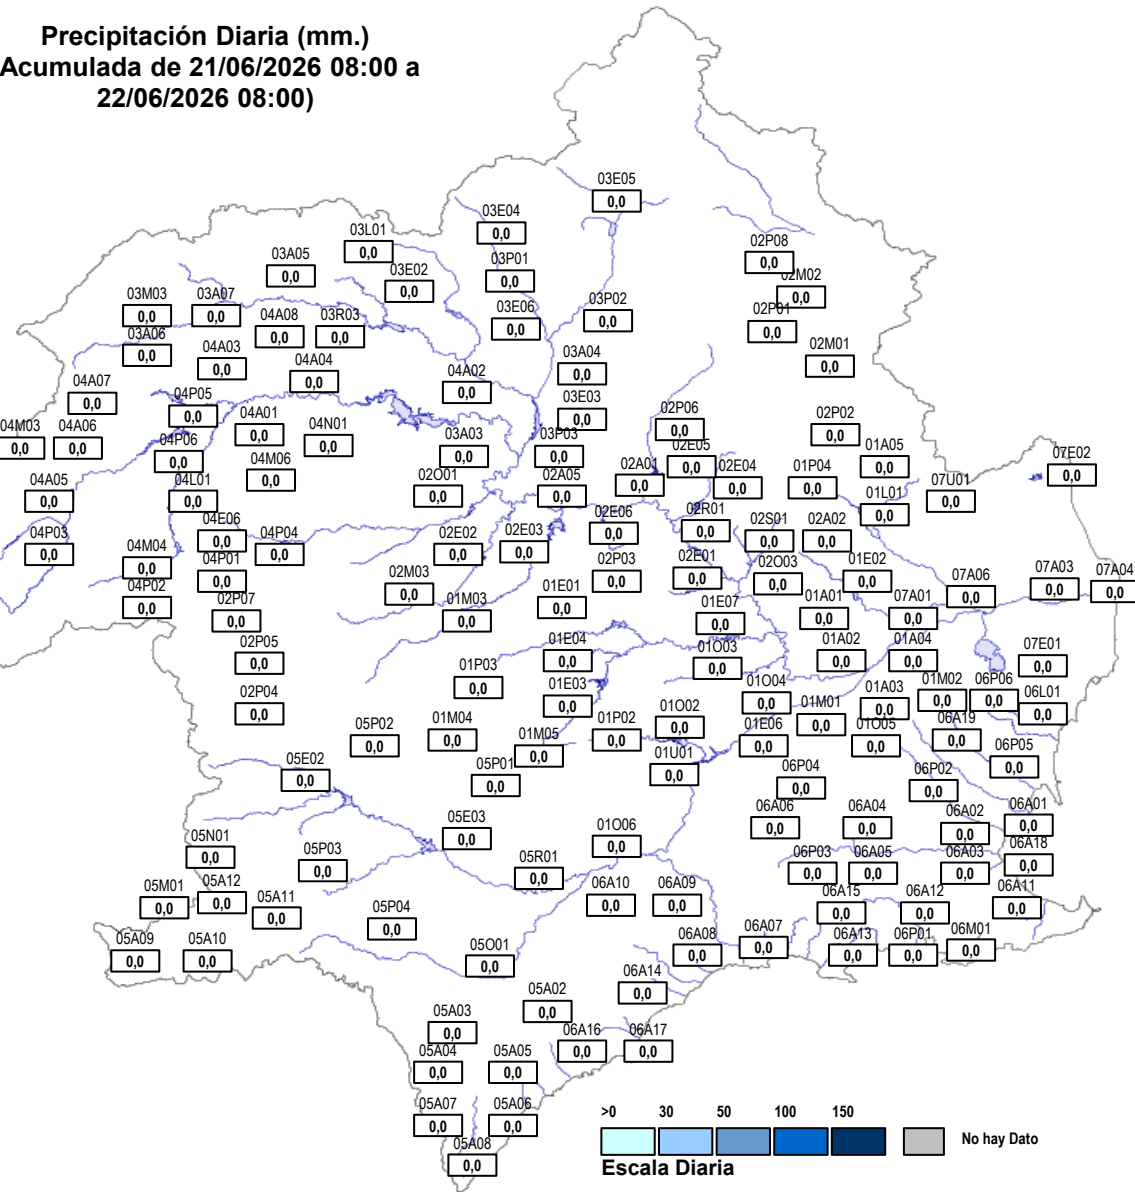 Precipitación Diaria (mm.)
Acumulada de 21/06/2026 08:00 a
22/06/2026 08:00)
03E05
0,0
03E04
0,0
03L01
0,0
02P08
0,0
03A05
0,0
03P01
0,0
03E02
0,0
02M02
0,0
03M03
0,0
03A07
0,0
03P02
0,0
04A08
0,0
03R03
0,0
03E06
0,0
02P01
0,0
03A06
0,0
04A03
0,0
02M01
0,0
03A04
0,0
04A04
0,0
04A02
0,0
04A07
0,0
04P05
0,0
03E03
0,0
02P06
0,0
04A01
0,0
02P02
0,0
04M03
0,0
04A06
0,0
04N01
0,0
03A03
0,0
03P03
0,0
04P06
0,0
02E05
0,0
01A05
0,0
07E02
0,0
04M06
0,0
02A01
0,0
02E04
0,0
01P04
0,0
04A05
0,0
04L01
0,0
02O01
0,0
02A05
0,0
07U01
0,0
01L01
0,0
04E06
0,0
02E06
0,0
02R01
0,0
02S01
0,0
02A02
0,0
04P03
0,0
04P04
0,0
02E02
0,0
02E03
0,0
04M04
0,0
04P01
0,0
02P03
0,0
02E01
0,0
02O03
0,0
01E02
0,0
07A03
0,0
07A04
0,0
02M03
0,0
07A06
0,0
04P02
0,0
01E01
0,0
02P07
0,0
01M03
0,0
01E07
0,0
01A01
0,0
07A01
0,0
02P05
0,0
01E04
0,0
01O03
0,0
01A02
0,0
01A04
0,0
07E01
0,0
01P03
0,0
01E03
0,0
01O04
0,0
01A03
0,0
01M02
0,0
06P06
0,0
06L01
0,0
02P04
0,0
01O02
0,0
01M01
0,0
05P02
0,0
01M04
0,0
01P02
0,0
01E06
0,0
01O05
0,0
06A19
0,0
01M05
0,0
06P05
0,0
05E02
0,0
05P01
0,0
01U01
0,0
06P04
0,0
06P02
0,0
05E03
0,0
06A06
0,0
06A04
0,0
06A02
0,0
06A01
0,0
01O06
0,0
05N01
0,0
05P03
0,0
05R01
0,0
06P03
0,0
06A05
0,0
06A03
0,0
06A18
0,0
05M01
0,0
05A12
0,0
05A11
0,0
06A10
0,0
06A09
0,0
06A15
0,0
06A12
0,0
06A11
0,0
05P04
0,0
05A09
0,0
05A10
0,0
05O01
0,0
06A08
0,0
06A07
0,0
06A13
0,0
06P01
0,0
06M01
0,0
06A14
0,0
05A02
0,0
05A03
0,0
06A16
0,0
06A17
0,0
05A04
0,0
05A05
0,0
05A07
0,0
05A06
0,0
05A08
0,0
>0 30 50 100 150
No hay Dato
Escala Diaria